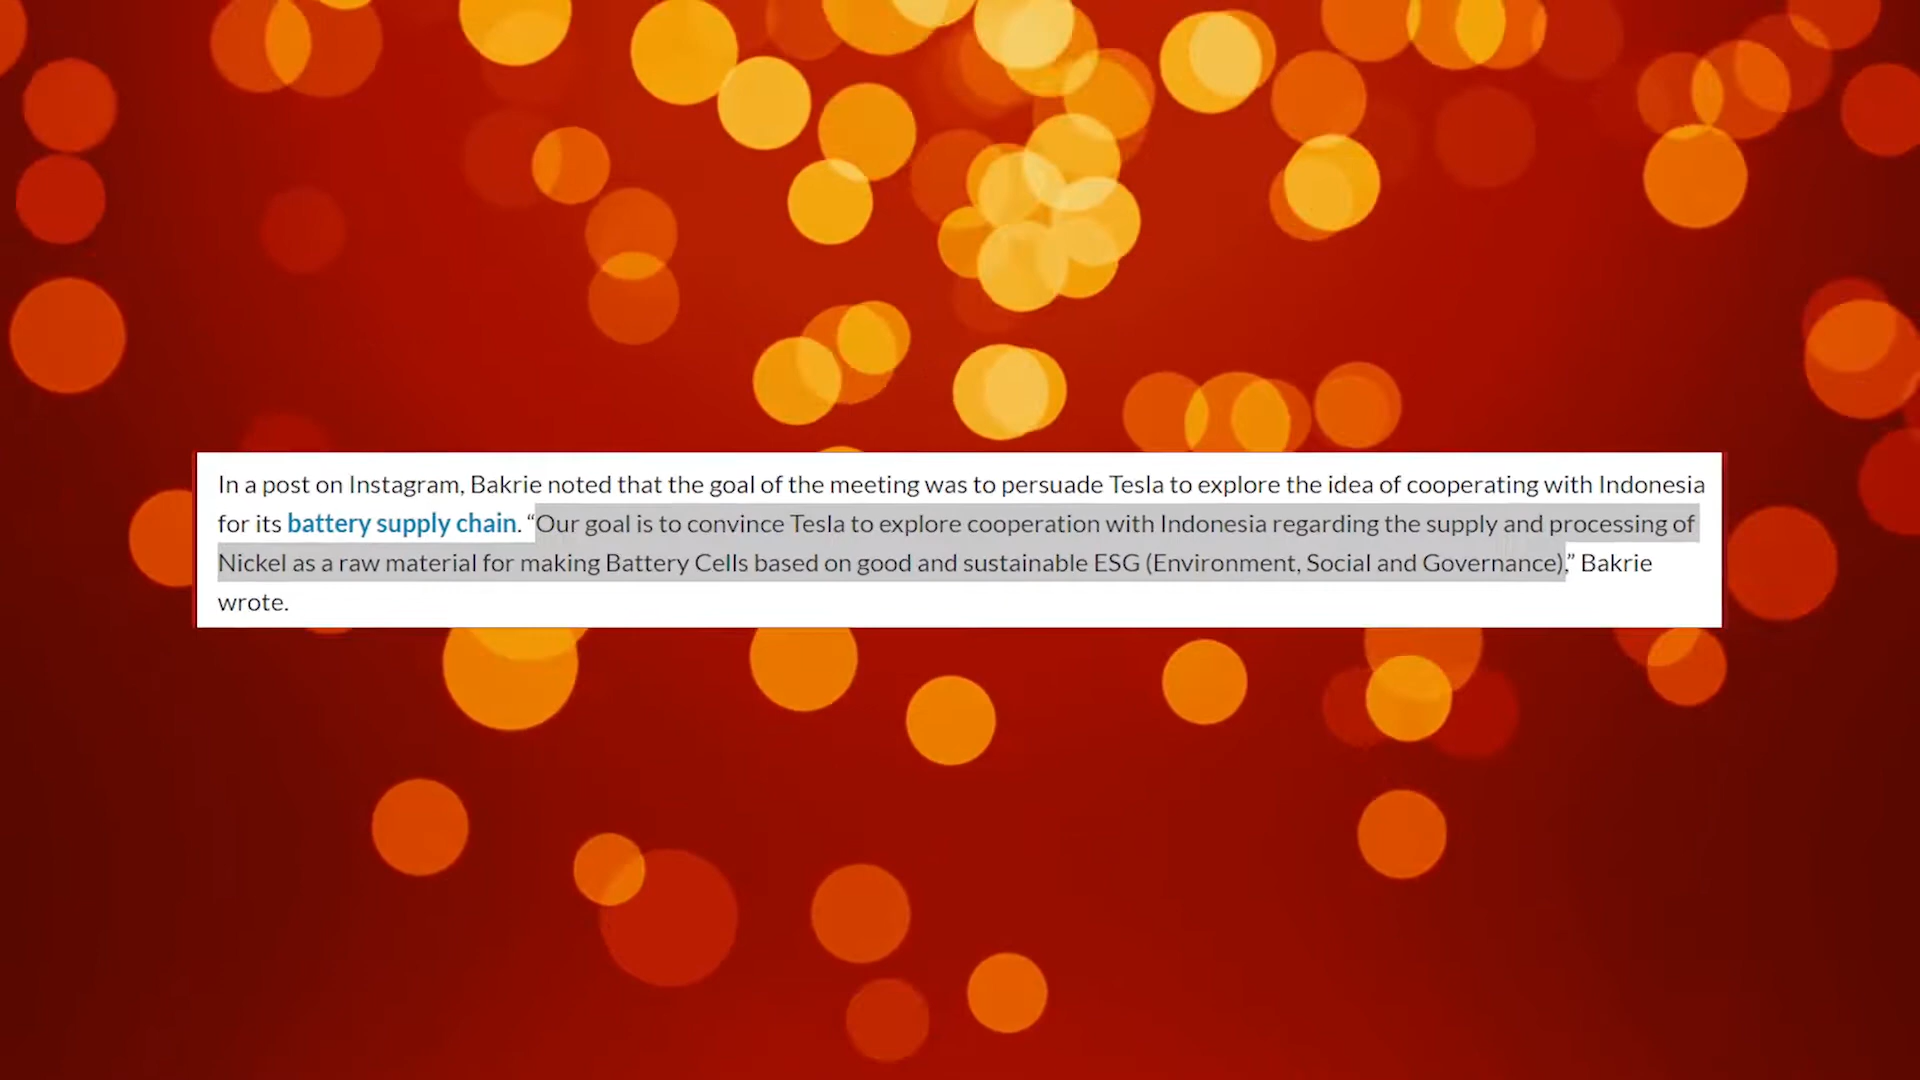 In a post on Instagram, Bakrie noted that the goal of the meeting was to persuade Tesla to explore the idea of cooperating with Indonesia
for its battery supply chain. “Our goal is to convince Tesla to explore cooperation with Indonesia regarding the supply and processing of
Nickel as a raw material for making Battery Cells based on good and sustainable ESG (Environment, Social and Governance),” Bakrie
wrote.